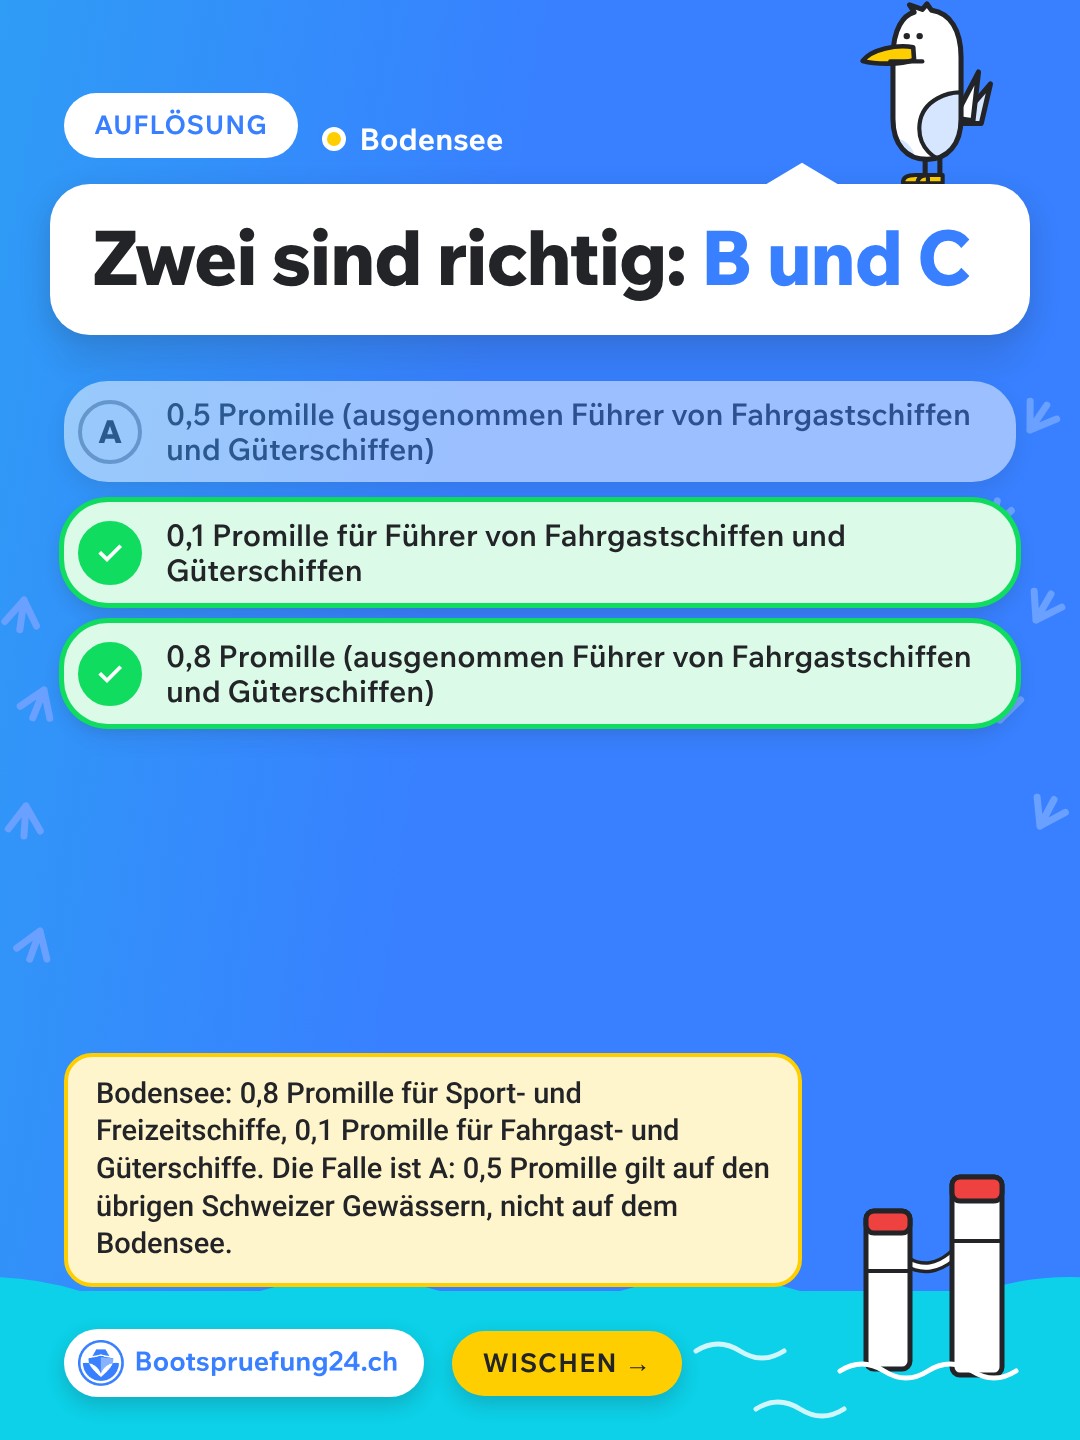 AUFLÖSUNG
Bodensee
Zwei sind richtig: B und C
A
0,5 Promille (ausgenommen Führer von Fahrgastschiffen
und Güterschiffen)
0,1 Promille für Führer von Fahrgastschiffen und
Güterschiffen
0,8 Promille (ausgenommen Führer von Fahrgastschiffen
und Güterschiffen)
Bodensee: 0,8 Promille für Sport- und
Freizeitschiffe, 0,1 Promille für Fahrgast- und
Güterschiffe. Die Falle ist A: 0,5 Promille gilt auf den
übrigen Schweizer Gewässern, nicht auf dem
Bodensee.
Bootspruefung24.ch
WISCHEN →